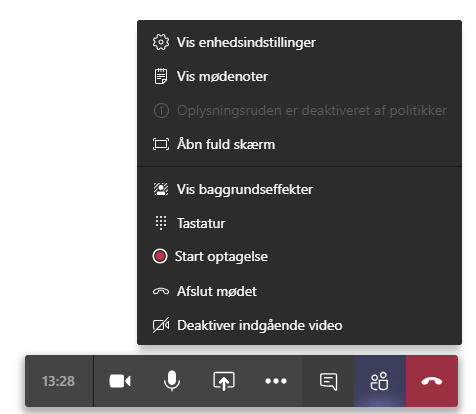 Vis enhedsindstillinger
Vis mødenoter
Oplysningsruden er deaktiveret af politikker
Åbn fuld skærm
Vis baggrundseffekter
Tastatur
Start optagelse
Afslut mødet
Deaktiver indgående video
13:28